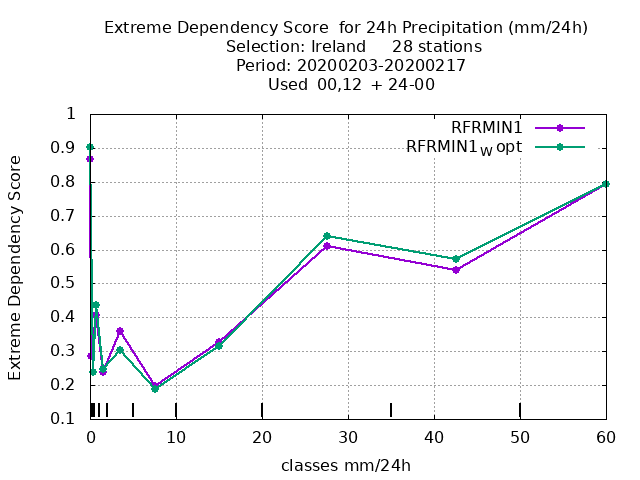 Extreme Dependency Score  for 24h Precipitation (mm/24h)
Selection: Ireland     28 stations
Period: 20200203-20200217
Used  00,12  + 24-00
RFRMIN1
RFRMIN1W opt
1
0.9
0.8
0.7
0.6
0.5
0.4
0.3
0.2
0.1
Extreme Dependency Score
0 10 20 30 40 50 60
classes mm/24h